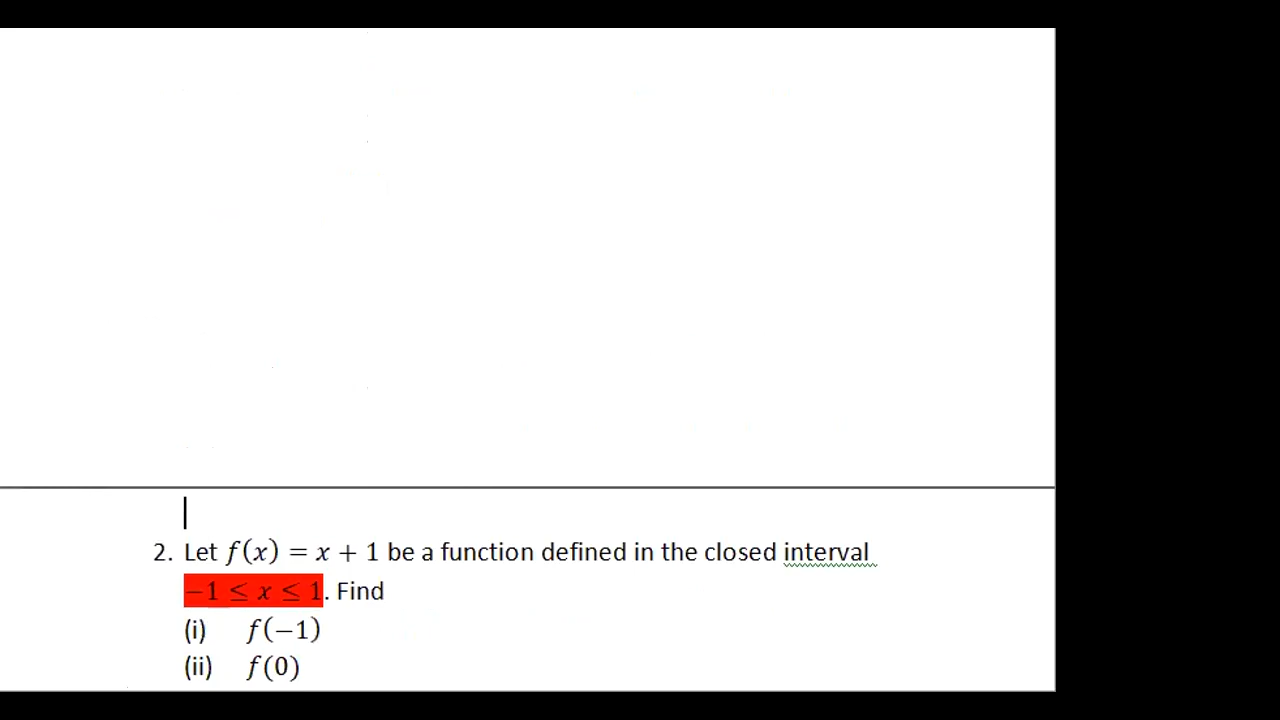 2. Let f(x) = x + 1 be a function defined in the closed interval
−1 ≤ x ≤ 1. Find
(i) f(−1)
(ii) f(0)